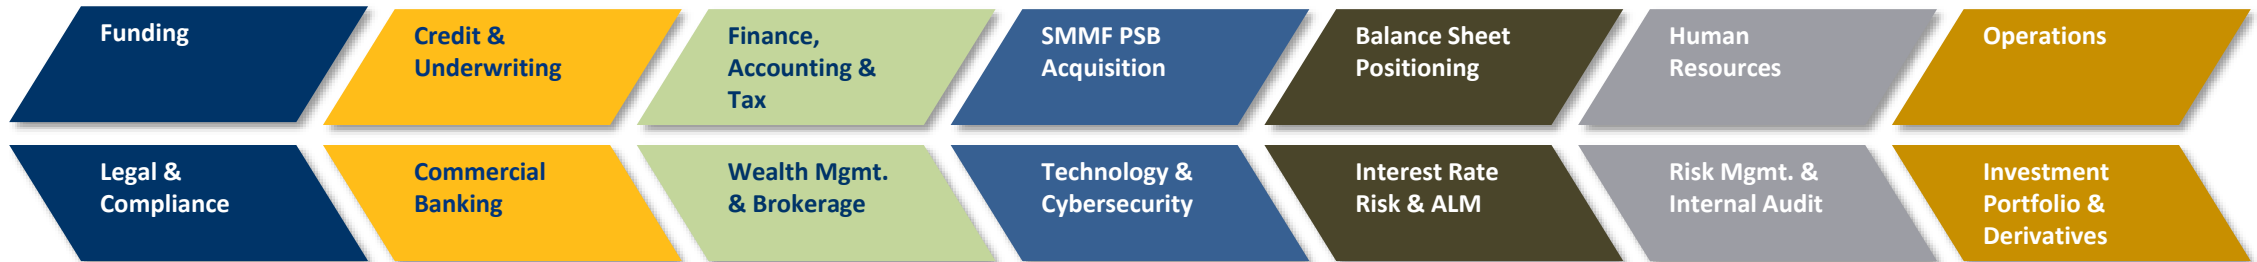 Funding
Credit &
Underwriting
Finance,
Accounting &
Tax
SMMF PSB
Acquisition
Balance Sheet
Positioning
Human
Resources
Operations
Legal &
Compliance
Commercial
Banking
Wealth Mgmt.
& Brokerage
Technology &
Cybersecurity
Interest Rate
Risk & ALM
Risk Mgmt. &
Internal Audit
Investment
Portfolio &
Derivatives